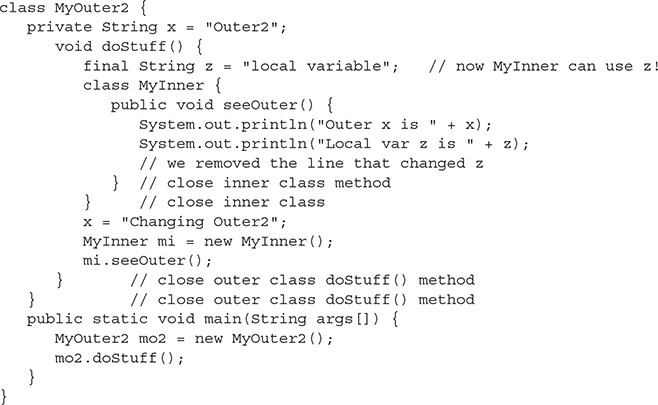 class MyOuter2 {
   private String x = "Outer2";
      void doStuff() {
         final String z = "local variable";   // now MyInner can use z!
         class MyInner {
            public void seeOuter() {
               System.out.println("Outer x is " + x);
               System.out.println("Local var z is " + z);
               // we removed the line that changed z
            }  // close inner class method
         }     // close inner class
         x = "Changing Outer2";
         MyInner mi = new MyInner();
         mi.seeOuter();
      }       // close outer class doStuff() method
   }          // close outer class doStuff() method
   public static void main(String args[]) {
      MyOuter2 mo2 = new MyOuter2();
      mo2.doStuff();
   }
}